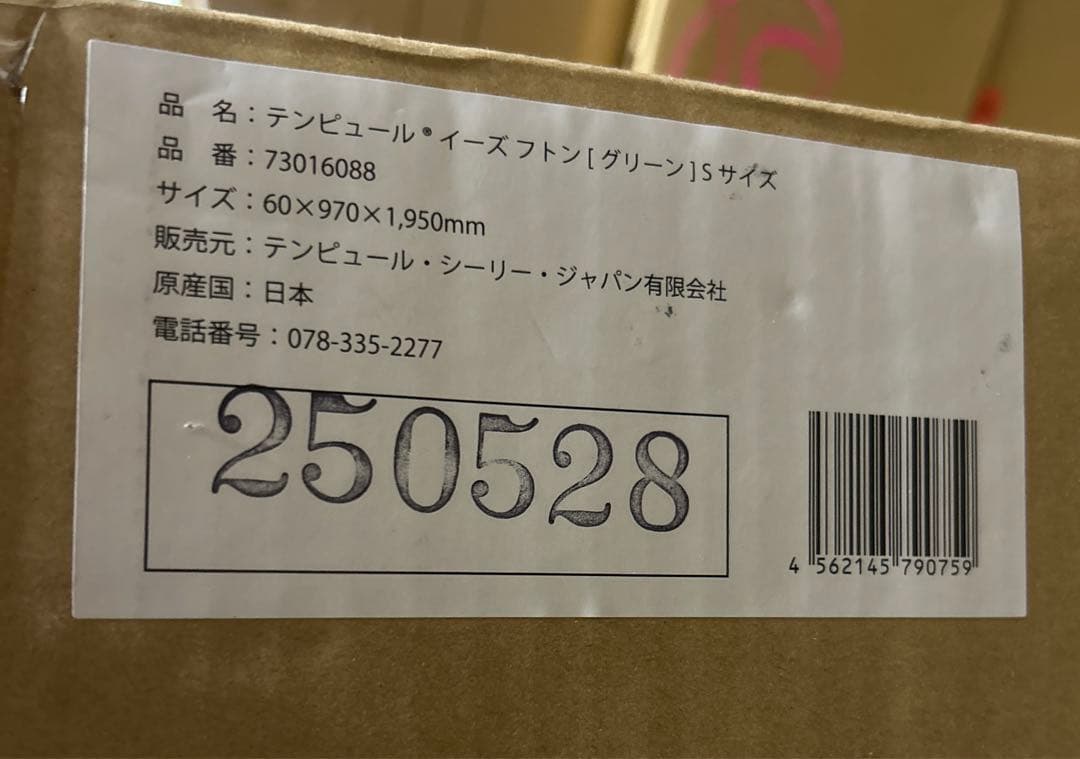 品　名：テンピュール®イーズ フトン [ グリーン ] S サイズ
品　番：73016088
サイズ：60×970×1,950mm
販売元：テンピュール・シーリー・ジャパン有限会社
原産国：日本
電話番号：078-335-2277
250528
4 562145 790759